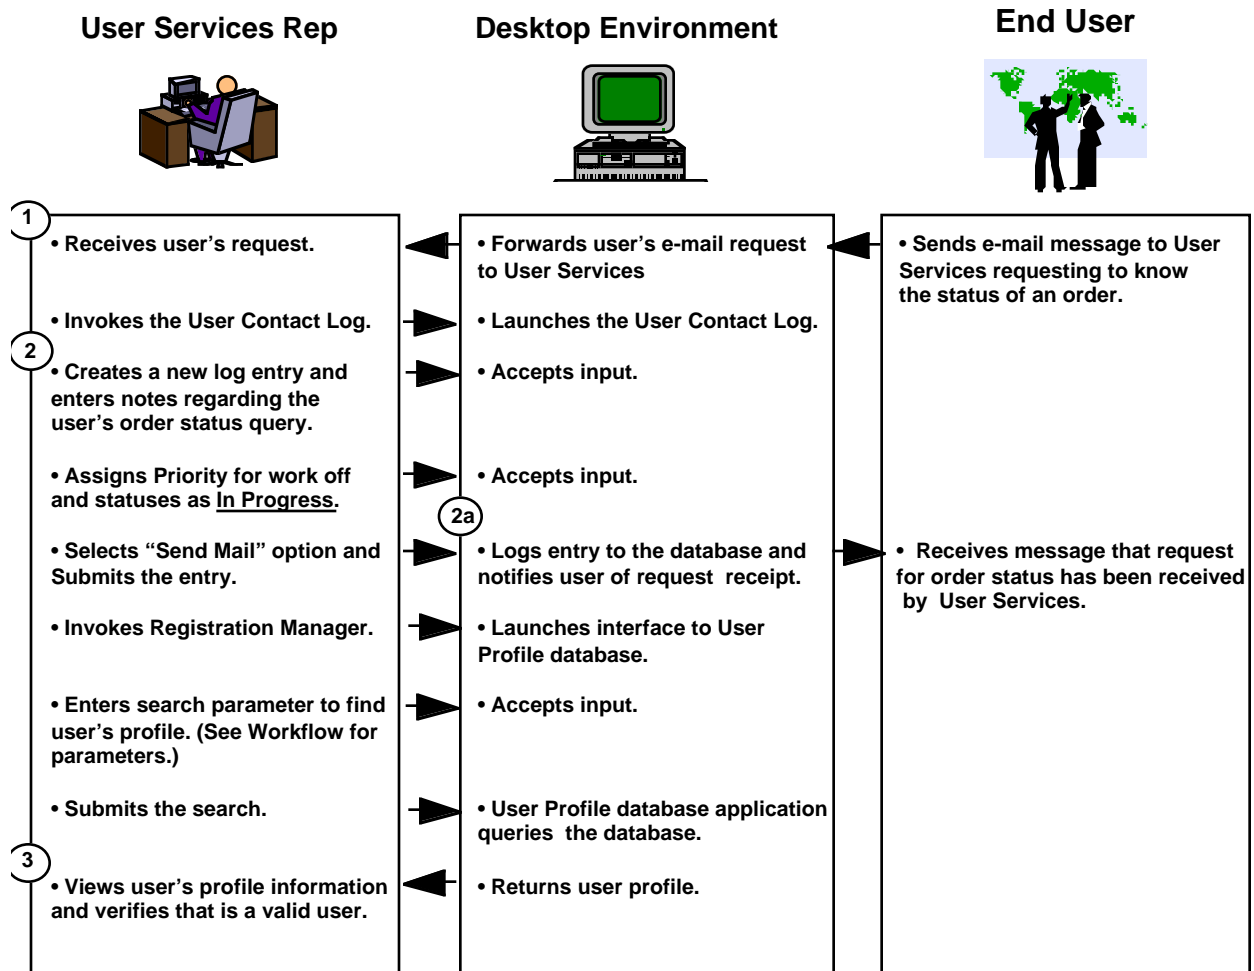 User Services Rep
Desktop Environment
End User
1
• Receives user’s request.
• Forwards user’s e-mail request
to User Services
• Sends e-mail message to User
Services requesting to know
the status of an order.
• Invokes the User Contact Log.
• Launches the User Contact Log.
2
• Creates a new log entry and
enters notes regarding the
user’s order status query.
• Accepts input.
• Assigns Priority for work off
and statuses as In Progress.
• Accepts input.
2a
• Selects “Send Mail” option and
Submits the entry.
• Logs entry to the database and
notifies user of request receipt.
• Receives message that request
for order status has been received
by User Services.
• Invokes Registration Manager.
• Launches interface to User
Profile database.
• Enters search parameter to find
user’s profile. (See Workflow for
parameters.)
• Accepts input.
• Submits the search.
• User Profile database application
queries the database.
3
• Views user’s profile information
and verifies that is a valid user.
• Returns user profile.